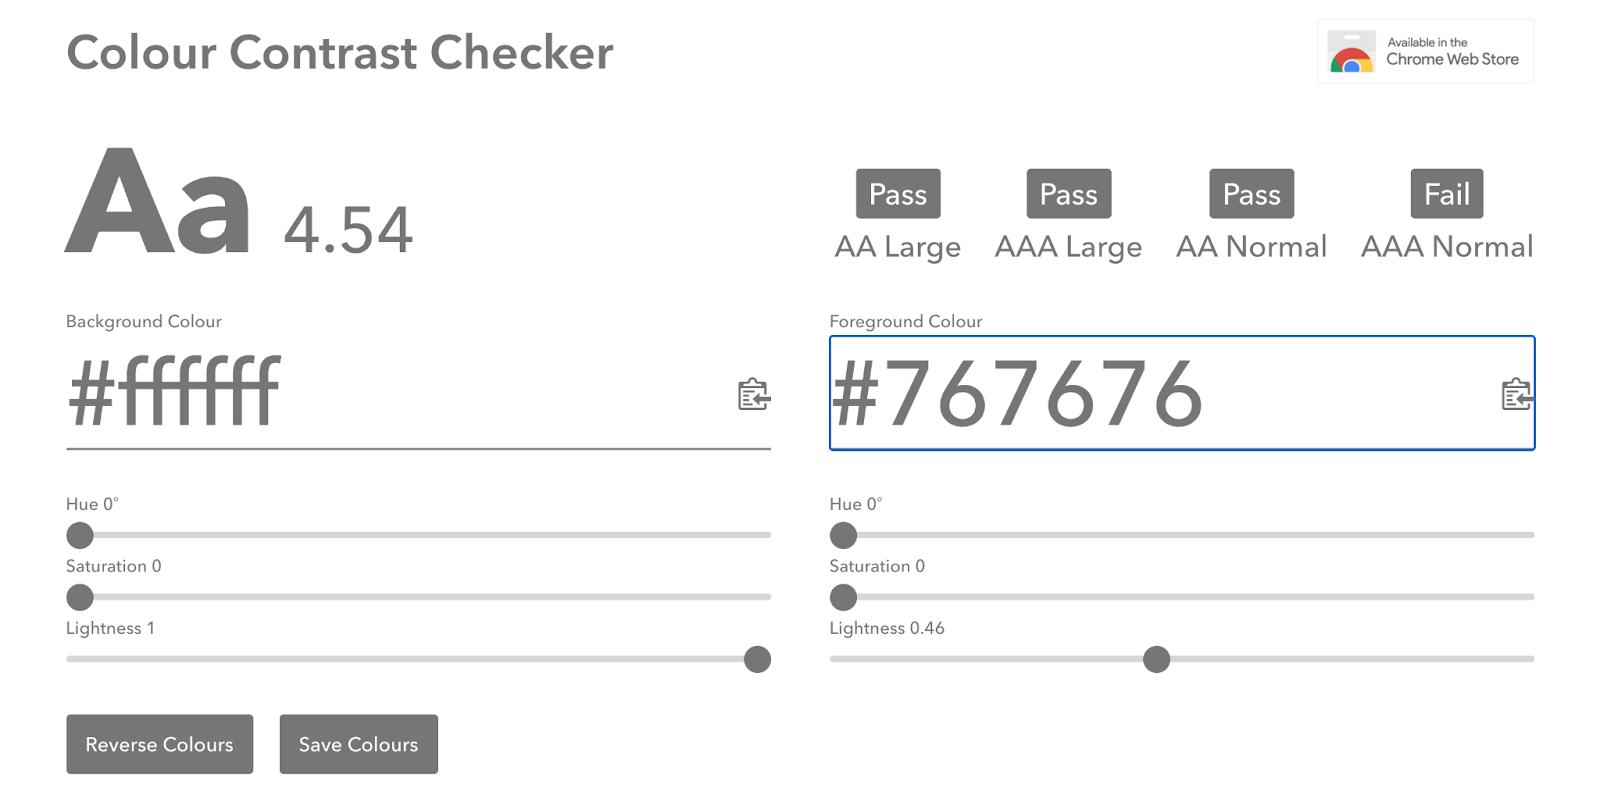 Colour Contrast Checker
Available in the
Chrome Web Store
Aa 4.54
Pass Pass Pass Fail
AA Large AAA Large AA Normal AAA Normal
Background Colour
#ffffff
Foreground Colour
#767676
Hue 0°
Saturation 0
Lightness 1
Hue 0°
Saturation 0
Lightness 0.46
Reverse Colours Save Colours